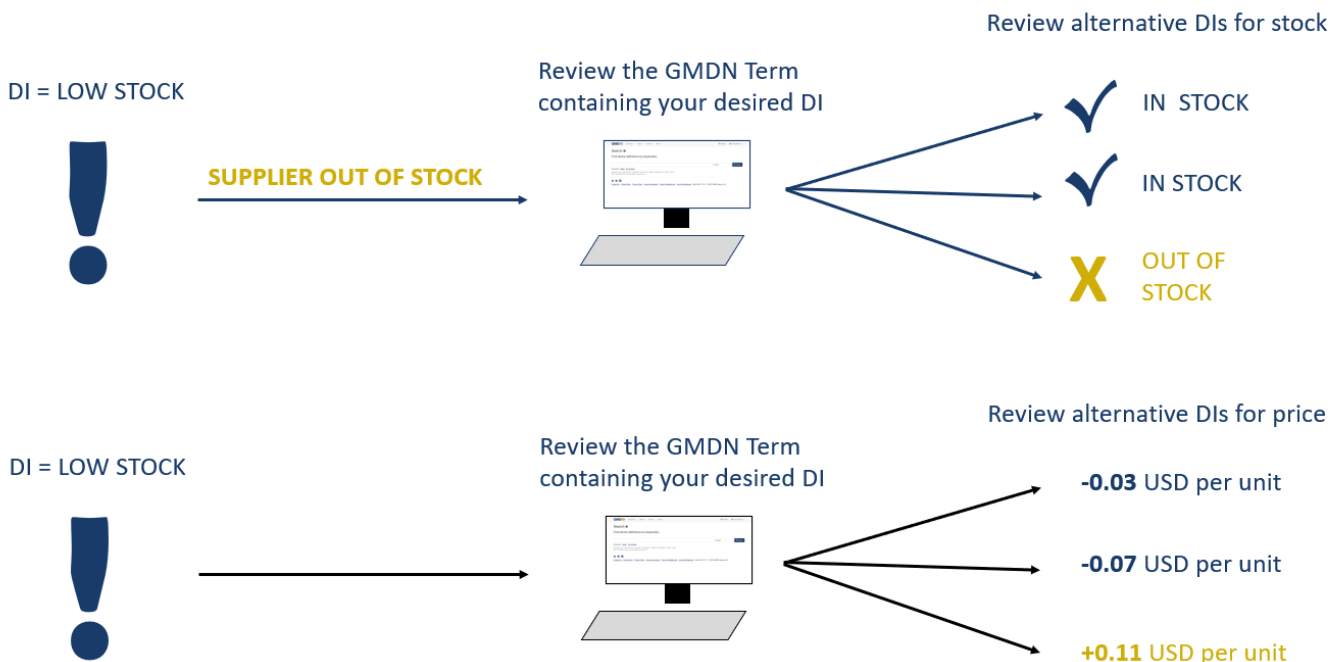 Review alternative DIs for stock
DI = LOW STOCK
Review the GMDN Term
containing your desired DI
SUPPLIER OUT OF STOCK
IN STOCK
IN STOCK
X
OUT OF
STOCK
Review alternative DIs for price
DI = LOW STOCK
Review the GMDN Term
containing your desired DI
-0.03 USD per unit
-0.07 USD per unit
+0.11 USD per unit